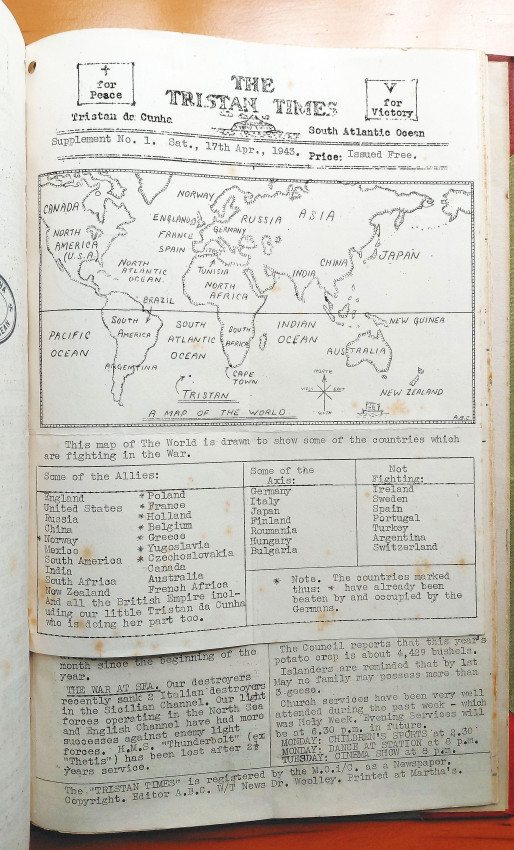 for
Peace
THE
TRISTAN TIMES
V
for
Victory
Tristan da Cunha
South Atlantic Ocean
Supplement No. 1. Sat., 17th Apr., 1943. Price: Issued Free.
CANADA
NORWAY
RUSSIA
ASIA
ENGLAND
GERMANY
NORTH
AMERICA
(U.S.A.)
FRANCE
SPAIN
CHINA
JAPAN
NORTH
ATLANTIC
OCEAN
TUNISIA
NORTH
AFRICA
INDIA
BRAZIL
SOUTH
AMERICA
PACIFIC
OCEAN
SOUTH
ATLANTIC
OCEAN
SOUTH
AFRICA
INDIAN
OCEAN
NEW GUINEA
AUSTRALIA
ARGENTINA
CAPE
TOWN
TRISTAN
NORTH
NEW ZEALAND
A MAP OF THE WORLD
A.B.C.
This map of The World is drawn to show some of the countries which
are fighting in the War.
Some of the Allies:
England
United States
Russia
China
* Norway
Mexico
South America
India
South Africa
New Zealand
* Poland
* France
* Holland
* Belgium
* Greece
* Yugoslavia
* Czechoslovakia
Canada
Australia
French Africa
And all the British Empire incl-
uding our little Tristan da Cunha
who is doing her part too.
Some of the
Axis:
Germany
Italy
Japan
Finland
Roumania
Hungary
Bulgaria
Not
Fighting:
Ireland
Sweden
Spain
Portugal
Turkey
Argentina
Switzerland
* Note. The countries marked
thus: * have already been
beaten by and occupied by the
Germans.
month since the beginning of the
year.
THE WAR AT SEA. Our destroyers
recently sank 2 Italian destroyers
in the Sicilian Channel. Our light
forces operating in the North Sea
and English Channel have had more
successes against enemy light
forces. H.M.S. "Thunderbolt" (ex
"Thetis") has been lost after 2½
years service.
The Council reports that this year's
potato crop is about 4,429 bushels.
Islanders are reminded that by 1st
May no family may possess more than
3 geese.
Church services have been very well
attended during the past week - which
was Holy Week. Evening Services will
be at 6.30 p.m. in future.
MONDAY: CHILDREN'S SPORTS at 2.30
MONDAY: DANCE AT STATION at 8 p.m.
TUESDAY: CINEMA SHOW at 8 p.m.
The "TRISTAN TIMES" is registered by the M.O.i/C. as a Newspaper.
Copyright. Editor A.B.C. W/T News Dr. Woolley. Printed at Martha's.